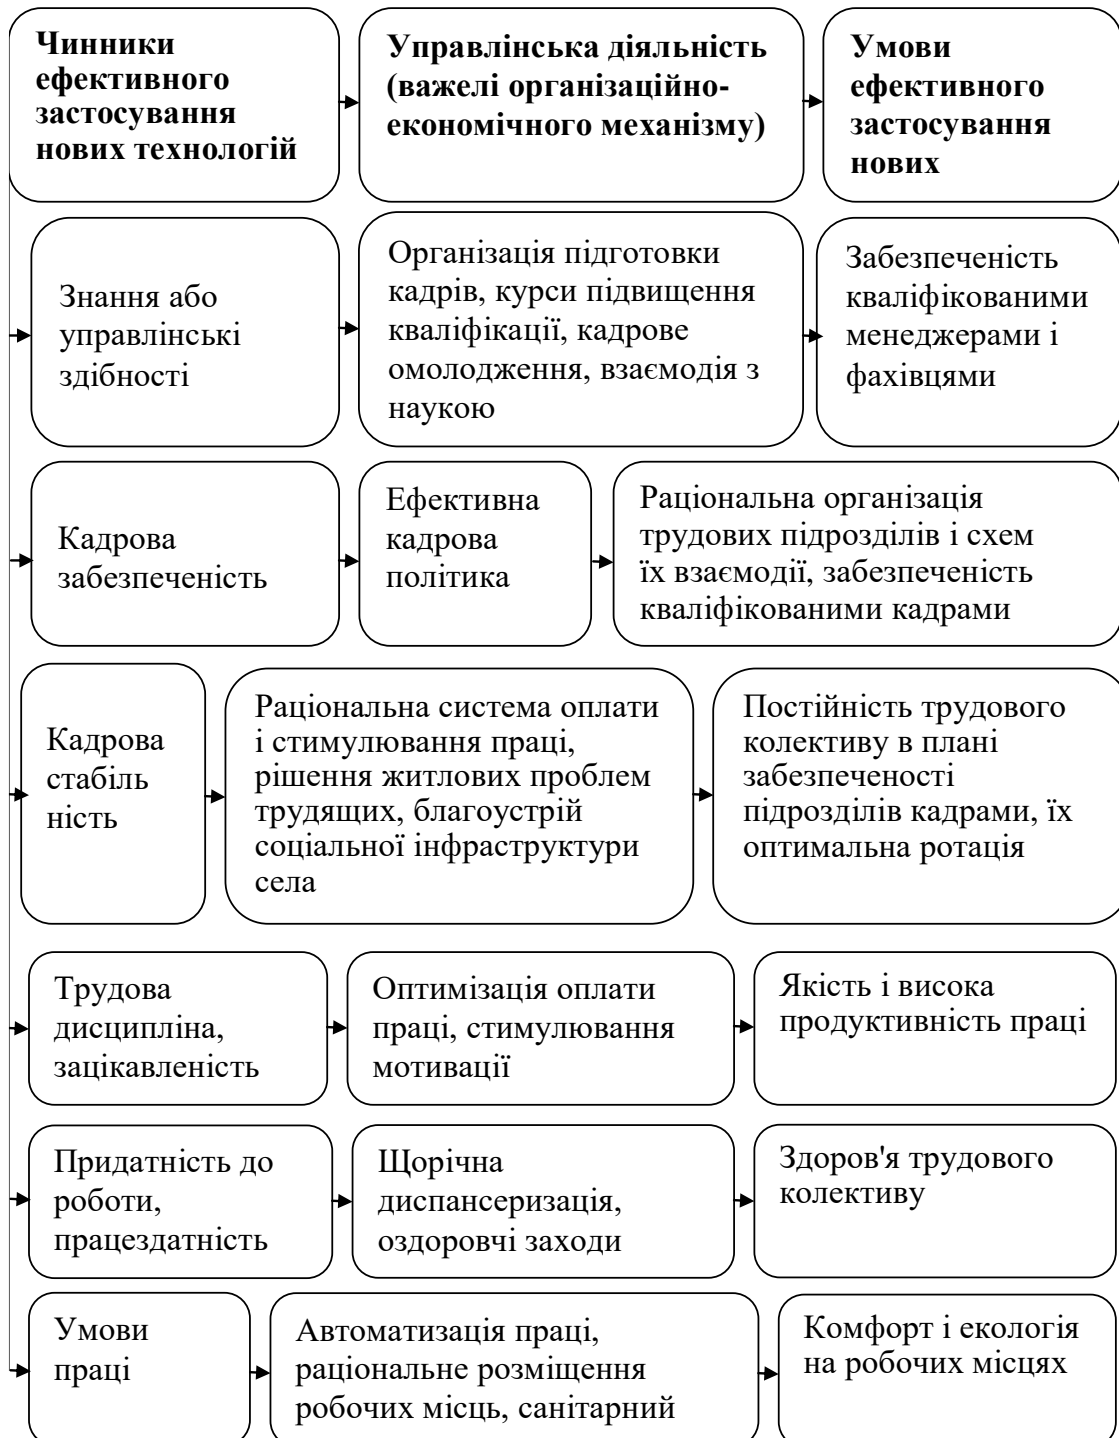 Чинники
ефективного
застосування
нових технологій
Управлінська діяльність
(важелі організаційно-
економічного механізму)
Умови
ефективного
застосування
нових
Знання або
управлінські
здібності
Організація підготовки
кадрів, курси підвищення
кваліфікації, кадрове
омолодження, взаємодія з
наукою
Забезпеченість
кваліфікованими
менеджерами і
фахівцями
Кадрова
забезпеченість
Ефективна
кадрова
політика
Раціональна організація
трудових підрозділів і схем
їх взаємодії, забезпеченість
кваліфікованими кадрами
Кадрова
стабіль
ність
Раціональна система оплати
і стимулювання праці,
рішення житлових проблем
трудящих, благоустрій
соціальної інфраструктури
села
Постійність трудового
колективу в плані
забезпеченості
підрозділів кадрами, їх
оптимальна ротація
Трудова
дисципліна,
зацікавленість
Оптимізація оплати
праці, стимулювання
мотивації
Якість і висока
продуктивність праці
Придатність до
роботи,
працездатність
Щорічна
диспансеризація,
оздоровчі заходи
Здоров'я трудового
колективу
Умови
праці
Автоматизація праці,
раціональне розміщення
робочих місць, санітарний
Комфорт і екологія
на робочих місцях